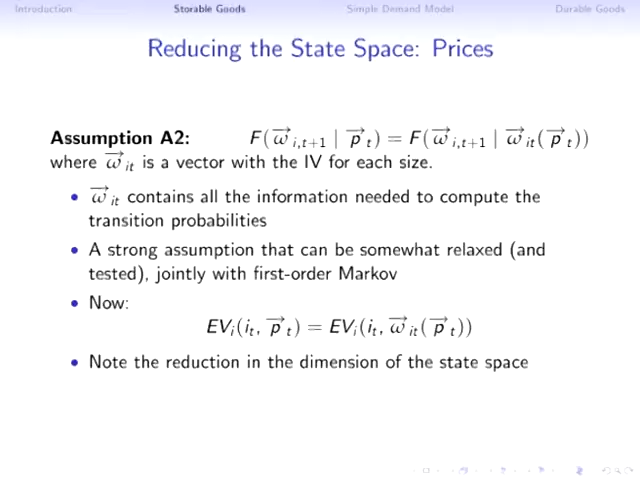 Introduction Storable Goods Simple Demand Model Durable Goods
Reducing the State Space: Prices
Assumption A2: F(ω⃗ i,t+1 | p⃗ t) = F(ω⃗ i,t+1 | ω⃗ it(p⃗ t))
where ω⃗ it is a vector with the IV for each size.
• ω⃗ it contains all the information needed to compute the
transition probabilities
• A strong assumption that can be somewhat relaxed (and
tested), jointly with first-order Markov
• Now:
EVi(it, p⃗ t) = EVi(it, ω⃗ it(p⃗ t))
• Note the reduction in the dimension of the state space